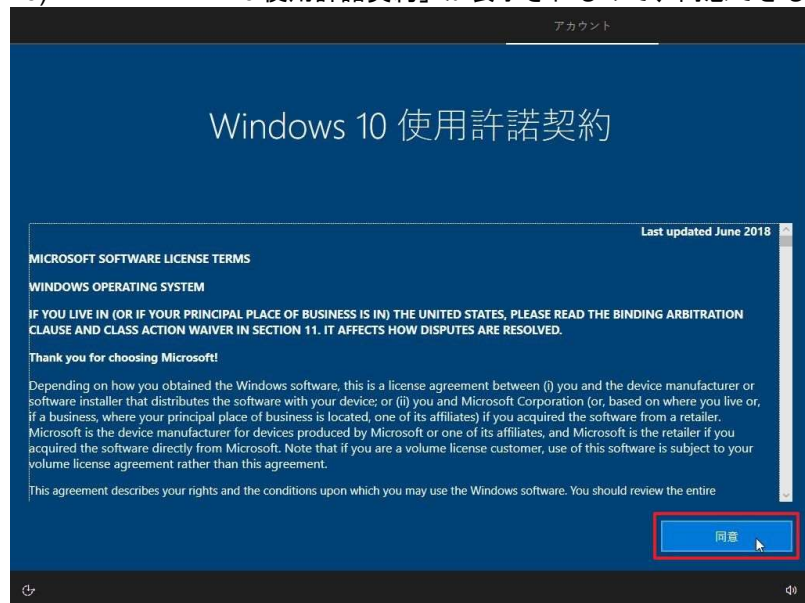 アカウント
Windows 10 使用許諾契約
Last updated June 2018
MICROSOFT SOFTWARE LICENSE TERMS
WINDOWS OPERATING SYSTEM
IF YOU LIVE IN (OR IF YOUR PRINCIPAL PLACE OF BUSINESS IS IN) THE UNITED STATES, PLEASE READ THE BINDING ARBITRATION
CLAUSE AND CLASS ACTION WAIVER IN SECTION 11. IT AFFECTS HOW DISPUTES ARE RESOLVED.
Thank you for choosing Microsoft!
Depending on how you obtained the Windows software, this is a license agreement between (i) you and the device manufacturer or
software installer that distributes the software with your device; or (ii) you and Microsoft Corporation (or, based on where you live or,
if a business, where your principal place of business is located, one of its affiliates) if you acquired the software from a retailer.
Microsoft is the device manufacturer for devices produced by Microsoft or one of its affiliates, and Microsoft is the retailer if you
acquired the software directly from Microsoft. Note that if you are a volume license customer, use of this software is subject to your
volume license agreement rather than this agreement.
This agreement describes your rights and the conditions upon which you may use the Windows software. You should review the entire
同意